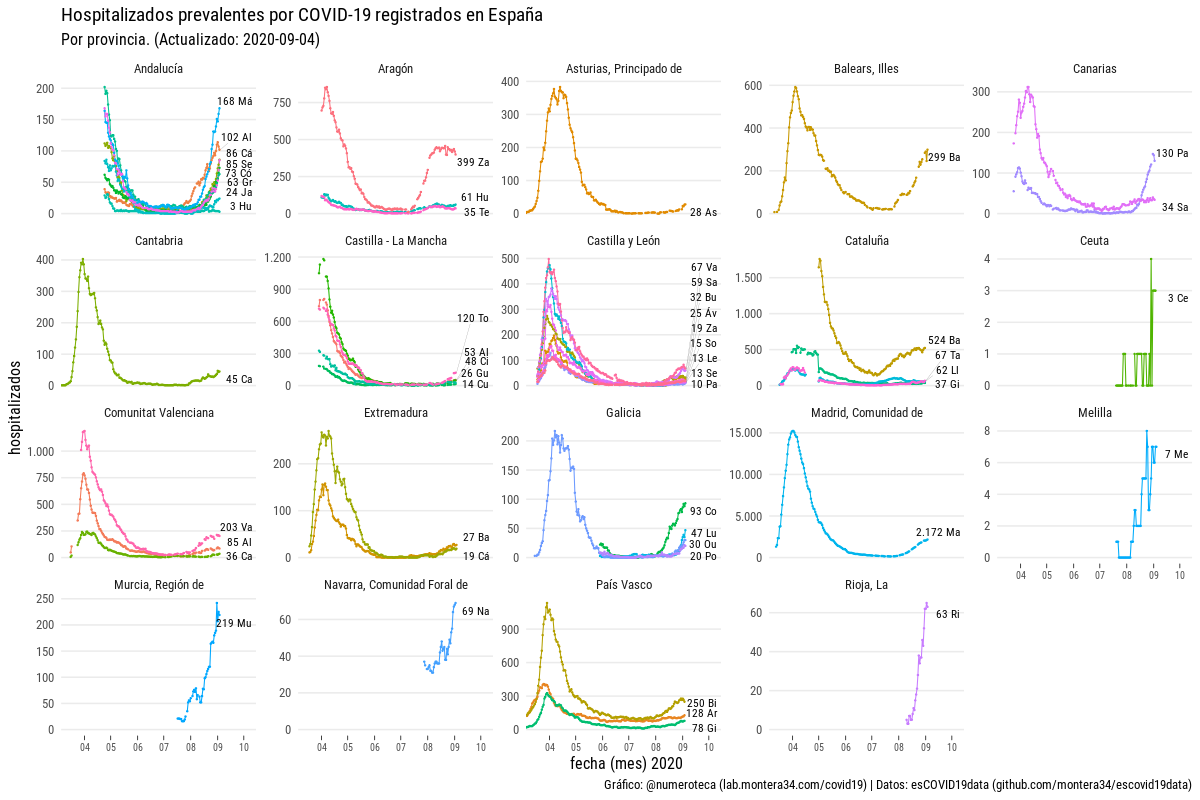 Hospitalizados prevalentes por COVID-19 registrados en España
Por provincia. (Actualizado: 2020-09-04)
hospitalizados
Andalucía
200
150
100
50
0
168 Má
102 Al
86 Cá
85 Se
73 Có
63 Gr
24 Ja
3 Hu
Aragón
750
500
250
0
399 Za
61 Hu
35 Te
Asturias, Principado de
400
300
200
100
0
28 As
Balears, Illes
600
400
200
0
299 Ba
Canarias
300
200
100
0
130 Pa
34 Sa
Cantabria
400
300
200
100
0
45 Ca
Castilla - La Mancha
1.200
900
600
300
0
120 To
53 Al
48 Ci
26 Gu
14 Cu
Castilla y León
500
400
300
200
100
0
67 Va
59 Sa
32 Bu
25 Áv
19 Za
15 So
13 Le
13 Se
10 Pa
Cataluña
1.500
1.000
500
0
524 Ba
67 Ta
62 Ll
37 Gi
Ceuta
4
3
2
1
0
3 Ce
Comunitat Valenciana
1.000
750
500
250
0
203 Va
85 Al
36 Ca
Extremadura
200
100
0
27 Ba
19 Cá
Galicia
200
150
100
50
0
93 Co
47 Lu
30 Ou
20 Po
Madrid, Comunidad de
15.000
10.000
5.000
0
2.172 Ma
Melilla
8
6
4
2
0
7 Me
04 05 06 07 08 09 10
Murcia, Región de
250
200
150
100
50
0
219 Mu
04 05 06 07 08 09 10
Navarra, Comunidad Foral de
60
40
20
0
69 Na
04 05 06 07 08 09 10
País Vasco
900
600
300
0
250 Bi
128 Ar
78 Gi
04 05 06 07 08 09 10
Rioja, La
60
40
20
0
63 Ri
04 05 06 07 08 09 10
fecha (mes) 2020
Gráfico: @numeroteca (lab.montera34.com/covid19) | Datos: esCOVID19data (github.com/montera34/escovid19data)